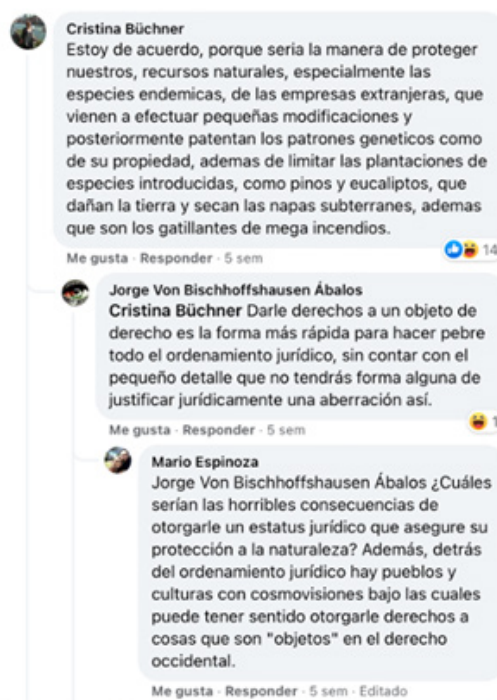 Cristina Büchner
Estoy de acuerdo, porque seria la manera de proteger
nuestros, recursos naturales, especialmente las
especies endemicas, de las empresas extranjeras, que
vienen a efectuar pequeñas modificaciones y
posteriormente patentan los patrones geneticos como
de su propiedad, ademas de limitar las plantaciones de
especies introducidas, como pinos y eucaliptos, que
dañan la tierra y secan las napas subterranes, ademas
que son los gatillantes de mega incendios.
Me gusta · Responder · 5 sem
14
Jorge Von Bischhoffshausen Ábalos
Cristina Büchner Darle derechos a un objeto de
derecho es la forma más rápida para hacer pebre
todo el ordenamiento jurídico, sin contar con el
pequeño detalle que no tendrás forma alguna de
justificar jurídicamente una aberración así.
Me gusta · Responder · 5 sem
1
Mario Espinoza
Jorge Von Bischhoffshausen Ábalos ¿Cuáles
serían las horribles consecuencias de
otorgarle un estatus jurídico que asegure su
protección a la naturaleza? Además, detrás
del ordenamiento jurídico hay pueblos y
culturas con cosmovisiones bajo las cuales
puede tener sentido otorgarle derechos a
cosas que son "objetos" en el derecho
occidental.
Me gusta · Responder · 5 sem · Editado